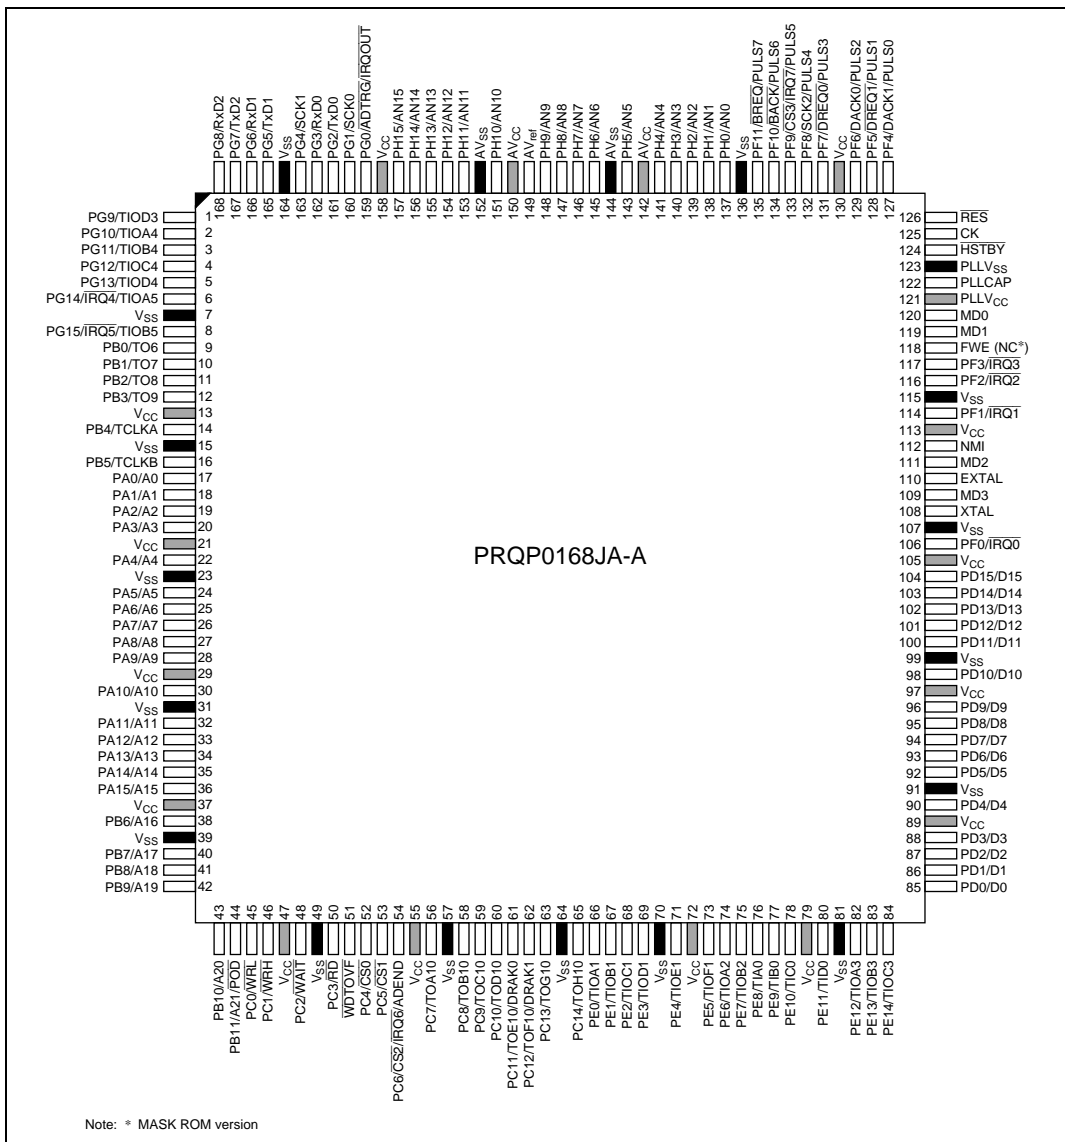 PG8/RxD2
PG7/TxD2
PG6/RxD1
PG5/TxD1
VSS
PG4/SCK1
PG3/RxD0
PG2/TxD0
PG1/SCK0
PG0/ADTRG/IRQOUT
VCC
PH15/AN15
PH14/AN14
PH13/AN13
PH12/AN12
PH11/AN11
AVSS
PH10/AN10
AVCC
AVref
PH9/AN9
PH8/AN8
PH7/AN7
PH6/AN6
AVSS
PH5/AN5
AVCC
PH4/AN4
PH3/AN3
PH2/AN2
PH1/AN1
PH0/AN0
VSS
PF11/BREQ/PULS7
PF10/BACK/PULS6
PF9/CS3/IRQ7/PULS5
PF8/SCK2/PULS4
PF7/DREQ0/PULS3
VCC
PF6/DACK0/PULS2
PF5/DREQ1/PULS1
PF4/DACK1/PULS0
168 167 166 165 164 163 162 161 160 159 158 157 156 155 154 153 152 151 150 149 148 147 146 145 144 143 142 141 140 139 138 137 136 135 134 133 132 131 130 129 128 127
PG9/TIOD3 1
PG10/TIOA4 2
PG11/TIOB4 3
PG12/TIOC4 4
PG13/TIOD4 5
PG14/IRQ4/TIOA5 6
VSS 7
PG15/IRQ5/TIOB5 8
PB0/TO6 9
PB1/TO7 10
PB2/TO8 11
PB3/TO9 12
VCC 13
PB4/TCLKA 14
VSS 15
PB5/TCLKB 16
PA0/A0 17
PA1/A1 18
PA2/A2 19
PA3/A3 20
VCC 21
PA4/A4 22
VSS 23
PA5/A5 24
PA6/A6 25
PA7/A7 26
PA8/A8 27
PA9/A9 28
VCC 29
PA10/A10 30
VSS 31
PA11/A11 32
PA12/A12 33
PA13/A13 34
PA14/A14 35
PA15/A15 36
VCC 37
PB6/A16 38
VSS 39
PB7/A17 40
PB8/A18 41
PB9/A19 42
PRQP0168JA-A
126 RES
125 CK
124 HSTBY
123 PLLVSS
122 PLLCAP
121 PLLVCC
120 MD0
119 MD1
118 FWE (NC*)
117 PF3/IRQ3
116 PF2/IRQ2
115 VSS
114 PF1/IRQ1
113 VCC
112 NMI
111 MD2
110 EXTAL
109 MD3
108 XTAL
107 VSS
106 PF0/IRQ0
105 VCC
104 PD15/D15
103 PD14/D14
102 PD13/D13
101 PD12/D12
100 PD11/D11
99 VSS
98 PD10/D10
97 VCC
96 PD9/D9
95 PD8/D8
94 PD7/D7
93 PD6/D6
92 PD5/D5
91 VSS
90 PD4/D4
89 VCC
88 PD3/D3
87 PD2/D2
86 PD1/D1
85 PD0/D0
43 44 45 46 47 48 49 50 51 52 53 54 55 56 57 58 59 60 61 62 63 64 65 66 67 68 69 70 71 72 73 74 75 76 77 78 79 80 81 82 83 84
PB10/A20
PB11/A21/POD
PC0/WRL
PC1/WRH
VCC
PC2/WAIT
VSS
PC3/RD
WDTOVF
PC4/CS0
PC5/CS1
PC6/CS2/IRQ6/ADEND
VCC
PC7/TOA10
VSS
PC8/TOB10
PC9/TOC10
PC10/TOD10
PC11/TOE10/DRAK0
PC12/TOF10/DRAK1
PC13/TOG10
VSS
PC14/TOH10
PE0/TIOA1
PE1/TIOB1
PE2/TIOC1
PE3/TIOD1
VSS
PE4/TIOE1
VCC
PE5/TIOF1
PE6/TIOA2
PE7/TIOB2
PE8/TIA0
PE9/TIB0
PE10/TIC0
VCC
PE11/TID0
VSS
PE12/TIOA3
PE13/TIOB3
PE14/TIOC3
Note: * MASK ROM version